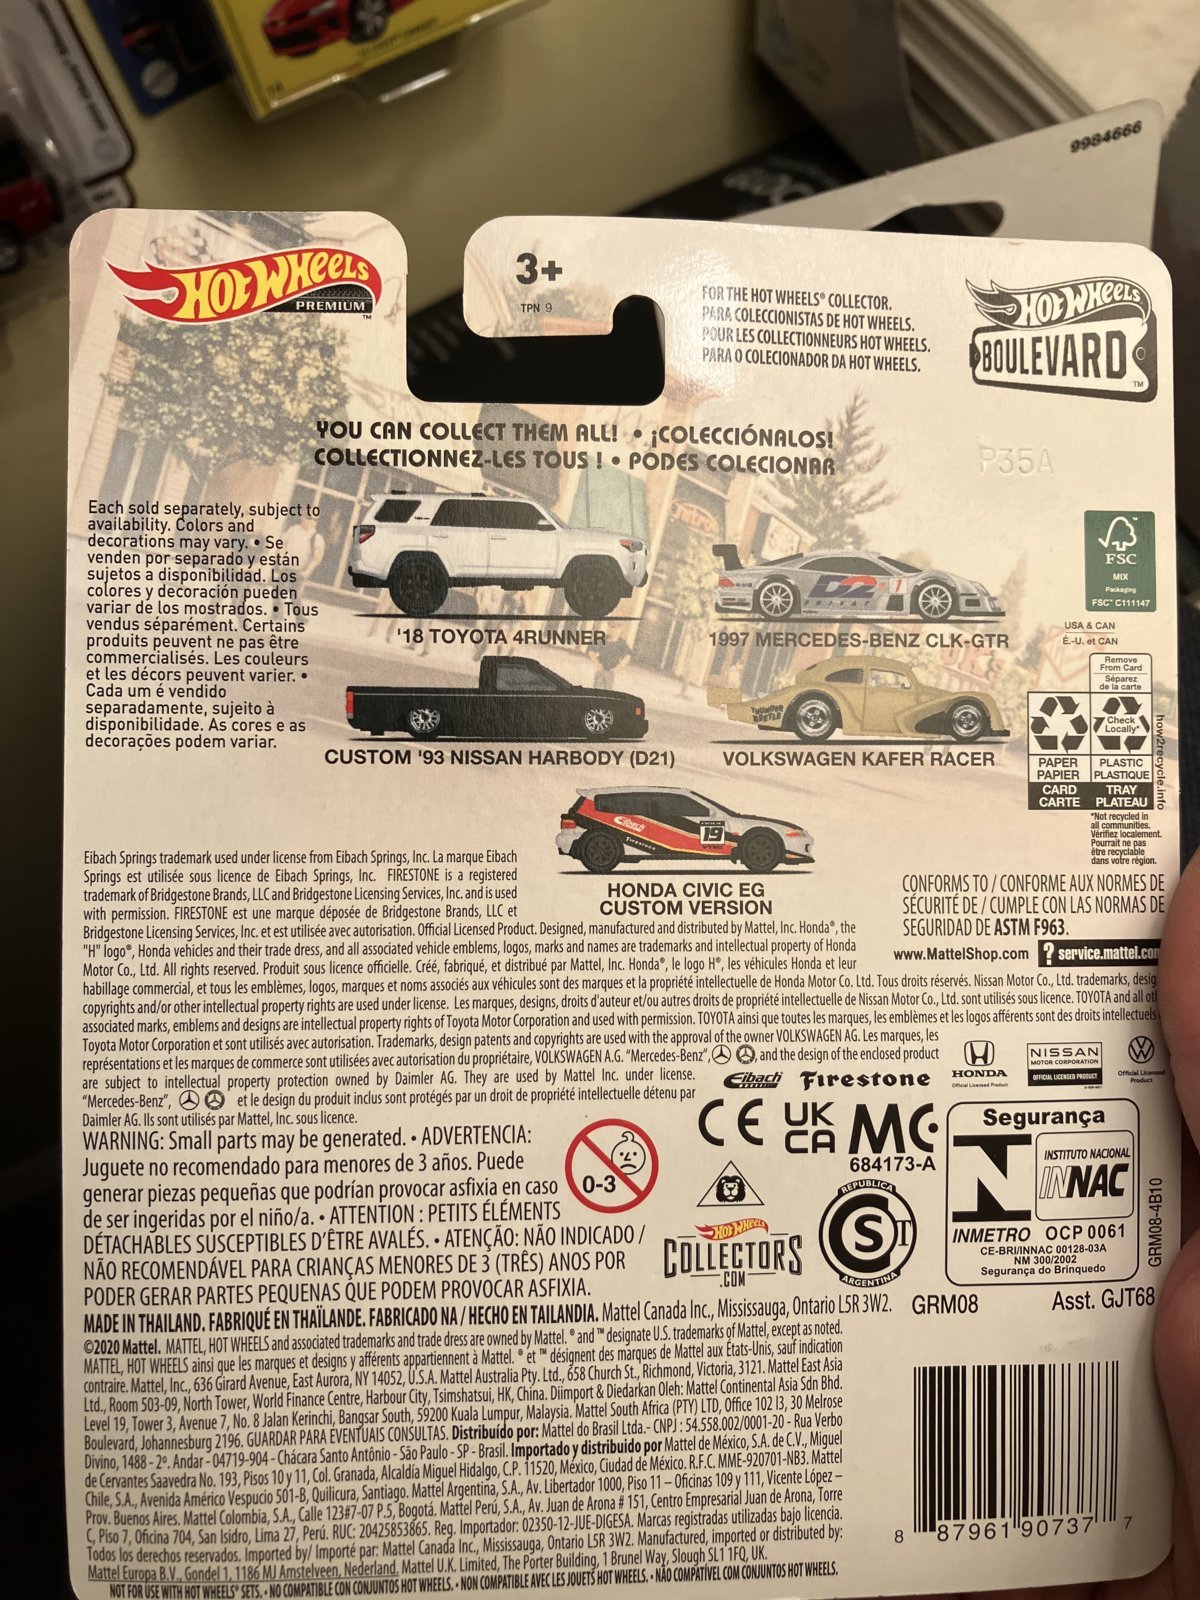 9984666
HOT WHEELS
PREMIUM™
3+
TPN 9
FOR THE HOT WHEELS® COLLECTOR.
PARA COLECCIONISTAS DE HOT WHEELS.
POUR LES COLLECTIONNEURS HOT WHEELS.
PARA O COLECIONADOR DA HOT WHEELS.
HOT WHEELS
BOULEVARD™
YOU CAN COLLECT THEM ALL! • ¡COLECCIÓNALOS!
COLLECTIONNEZ-LES TOUS ! • PODES COLECIONAR
P35A
Each sold separately, subject to
availability. Colors and
decorations may vary. • Se
venden por separado y están
sujetos a disponibilidad. Los
colores y decoración pueden
variar de los mostrados. • Tous
vendus séparément. Certains
produits peuvent ne pas être
commercialisés. Les couleurs
et les décors peuvent varier. •
Cada um é vendido
separadamente, sujeito à
disponibilidade. As cores e as
decorações podem variar.
'18 TOYOTA 4RUNNER
D2
PRIVAT
1
1997 MERCEDES-BENZ CLK-GTR
CUSTOM '93 NISSAN HARBODY (D21)
THUNDER
BEETLE
VOLKSWAGEN KAFER RACER
Eibach
Firestone
19
HONDA CIVIC EG
CUSTOM VERSION
FSC
MIX
Packaging
FSC™ C111147
USA & CAN
É.-U. et CAN
Remove
From Card
Séparez
de la carte
Check
Locally*
PAPER
PAPIER
PLASTIC
PLASTIQUE
CARD
CARTE
TRAY
PLATEAU
how2recycle.info
*Not recycled in
all communities.
Vérifiez localement.
Pourrait ne pas
être recyclable
dans votre région.
CONFORMS TO / CONFORME AUX NORMES DE
SÉCURITÉ DE / CUMPLE CON LAS NORMAS DE
SEGURIDAD DE ASTM F963.
www.MattelShop.com ? service.mattel.com
Eibach Springs trademark used under license from Eibach Springs, Inc. La marque Eibach
Springs est utilisée sous licence de Eibach Springs, Inc. FIRESTONE is a registered
trademark of Bridgestone Brands, LLC and Bridgestone Licensing Services, Inc. and is used
with permission. FIRESTONE est une marque déposée de Bridgestone Brands, LLC et
Bridgestone Licensing Services, Inc. et est utilisée avec autorisation. Official Licensed Product. Designed, manufactured and distributed by Mattel, Inc. Honda®, the
"H" logo®, Honda vehicles and their trade dress, and all associated vehicle emblems, logos, marks and names are trademarks and intellectual property of Honda
Motor Co., Ltd. All rights reserved. Produit sous licence officielle. Créé, fabriqué, et distribué par Mattel, Inc. Honda®, le logo H®, les véhicules Honda et leur
habillage commercial, et tous les emblèmes, logos, marques et noms associés aux véhicules sont des marques et la propriété intellectuelle de Honda Motor Co. Ltd. Tous droits réservés. Nissan Motor Co., Ltd. trademarks, desig
copyrights and/or other intellectual property rights are used under license. Les marques, designs, droits d'auteur et/ou autres droits de propriété intellectuelle de Nissan Motor Co., Ltd. sont utilisés sous licence. TOYOTA and all ot
associated marks, emblems and designs are intellectual property rights of Toyota Motor Corporation and used with permission. TOYOTA ainsi que toutes les marques, les emblèmes et les logos afférents sont des droits intellectuels
Toyota Motor Corporation et sont utilisés avec autorisation. Trademarks, design patents and copyrights are used with the approval of the owner VOLKSWAGEN AG. Les marques, les
représentations et les marques de commerce sont utilisées avec autorisation du propriétaire, VOLKSWAGEN A.G. "Mercedes-Benz", and the design of the enclosed product
are subject to intellectual property protection owned by Daimler AG. They are used by Mattel, Inc. under license.
"Mercedes-Benz", et le design du produit inclus sont protégés par un droit de propriété intellectuelle détenu par
Daimler AG. Ils sont utilisés par Mattel, Inc. sous licence.
Eibach
Firestone
HONDA
Official Licensed Product
NISSAN
MOTOR CORPORATION
OFFICIAL LICENSED PRODUCT
Official Licensed
Product
WARNING: Small parts may be generated. • ADVERTENCIA:
Juguete no recomendado para menores de 3 años. Puede
generar piezas pequeñas que podrían provocar asfixia en caso
de ser ingeridas por el niño/a. • ATTENTION : PETITS ÉLÉMENTS
DÉTACHABLES SUSCEPTIBLES D'ÊTRE AVALÉS. • ATENÇÃO: NÃO INDICADO /
NÃO RECOMENDÁVEL PARA CRIANÇAS MENORES DE 3 (TRÊS) ANOS POR
PODER GERAR PARTES PEQUENAS QUE PODEM PROVOCAR ASFIXIA.
0-3
CE
UK
CA
MC
684173-A
HOT WHEELS
COLLECTORS
.COM
REPUBLICA
ST
ARGENTINA
Segurança
INSTITUTO NACIONAL
INNAC
INMETRO OCP 0061
CE-BRI/INNAC 00128-03A
NM 300/2002
Segurança do Brinquedo
GRM08-4B10
MADE IN THAILAND. FABRIQUÉ EN THAÏLANDE. FABRICADO NA / HECHO EN TAILANDIA. Mattel Canada Inc., Mississauga, Ontario L5R 3W2.
GRM08
Asst. GJT68
©2020 Mattel. MATTEL, HOT WHEELS and associated trademarks and trade dress are owned by Mattel. ® and ™ designate U.S. trademarks of Mattel, except as noted.
MATTEL, HOT WHEELS ainsi que les marques et designs y afférents appartiennent à Mattel. ® et ™ désignent des marques de Mattel aux États-Unis, sauf indication
contraire. Mattel, Inc., 636 Girard Avenue, East Aurora, NY 14052, U.S.A. Mattel Australia Pty. Ltd., 658 Church St., Richmond, Victoria, 3121. Mattel East Asia
Ltd., Room 503-09, North Tower, World Finance Centre, Harbour City, Tsimshatsui, HK, China. Diimport & Diedarkan Oleh: Mattel Continental Asia Sdn Bhd.
Level 19, Tower 3, Avenue 7, No. 8 Jalan Kerinchi, Bangsar South, 59200 Kuala Lumpur, Malaysia. Mattel South Africa (PTY) LTD, Office 102 I3, 30 Melrose
Boulevard, Johannesburg 2196. GUARDAR PARA EVENTUAIS CONSULTAS. Distribuído por: Mattel do Brasil Ltda.- CNPJ : 54.558.002/0001-20 - Rua Verbo
Divino, 1488 - 2º. Andar - 04719-904 - Chácara Santo Antônio - São Paulo - SP - Brasil. Importado y distribuido por Mattel de México, S.A. de C.V., Miguel
de Cervantes Saavedra No. 193, Pisos 10 y 11, Col. Granada, Alcaldía Miguel Hidalgo, C.P. 11520, México, Ciudad de México. R.F.C. MME-920701-NB3. Mattel
Chile, S.A., Avenida Américo Vespucio 501-B, Quilicura, Santiago. Mattel Argentina, S.A., Av. Libertador 1000, Piso 11 – Oficinas 109 y 111, Vicente López –
Prov. Buenos Aires. Mattel Colombia, S.A., Calle 123#7-07 P.5, Bogotá. Mattel Perú, S.A., Av. Juan de Arona # 151, Centro Empresarial Juan de Arona, Torre
C, Piso 7, Oficina 704, San Isidro, Lima 27, Perú. RUC: 20425853865. Reg. Importador: 02350-12-JUE-DIGESA. Marcas registradas utilizadas bajo licencia.
Todos los derechos reservados. Imported by/ Importé par: Mattel Canada Inc., Mississauga, Ontario L5R 3W2. Manufactured, imported or distributed by:
Mattel Europa B.V., Gondel 1, 1186 MJ Amstelveen, Nederland. Mattel U.K. Limited, The Porter Building, 1 Brunel Way, Slough SL1 1FQ, UK.
NOT FOR USE WITH HOT WHEELS® SETS. • NO COMPATIBLE CON CONJUNTOS HOT WHEELS. • NON COMPATIBLE AVEC LES JOUETS HOT WHEELS. • NÃO COMPATÍVEL COM CONJUNTOS HOT WHEELS.
8 87961 90737 7